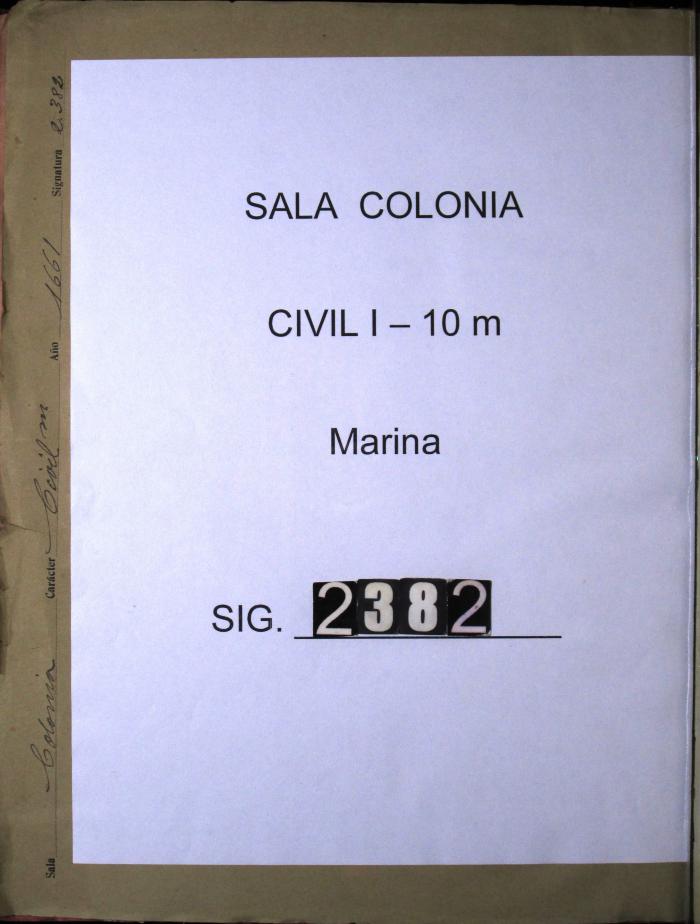 Sala Colonia Carácter Civil m Año 1661 Signatura 2.382
SALA COLONIA
CIVIL I – 10 m
Marina
SIG. 2382